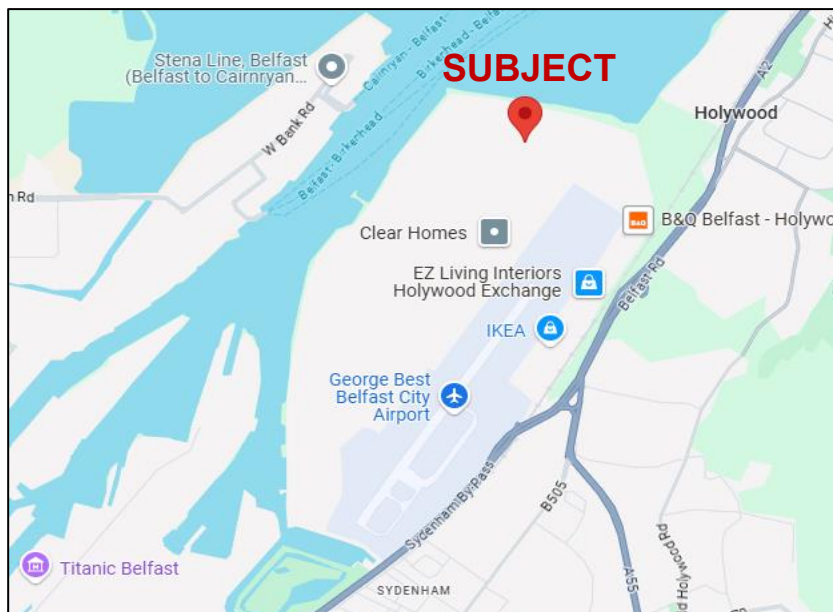 Stena Line, Belfast
(Belfast to Cairnryan...
SUBJECT
Cairnryan - Belfast
Birkenhead - Belfast
A2
Holywood
W Bank Rd
Belfast - Birkenhead
n Rd
Clear Homes
B&Q
B&Q Belfast - Holywo
EZ Living Interiors
Holywood Exchange
Belfast Rd
IKEA
George Best
Belfast City
Airport
Sydenham By Pass
B505
A55
Holywood Rd
Titanic Belfast
SYDENHAM